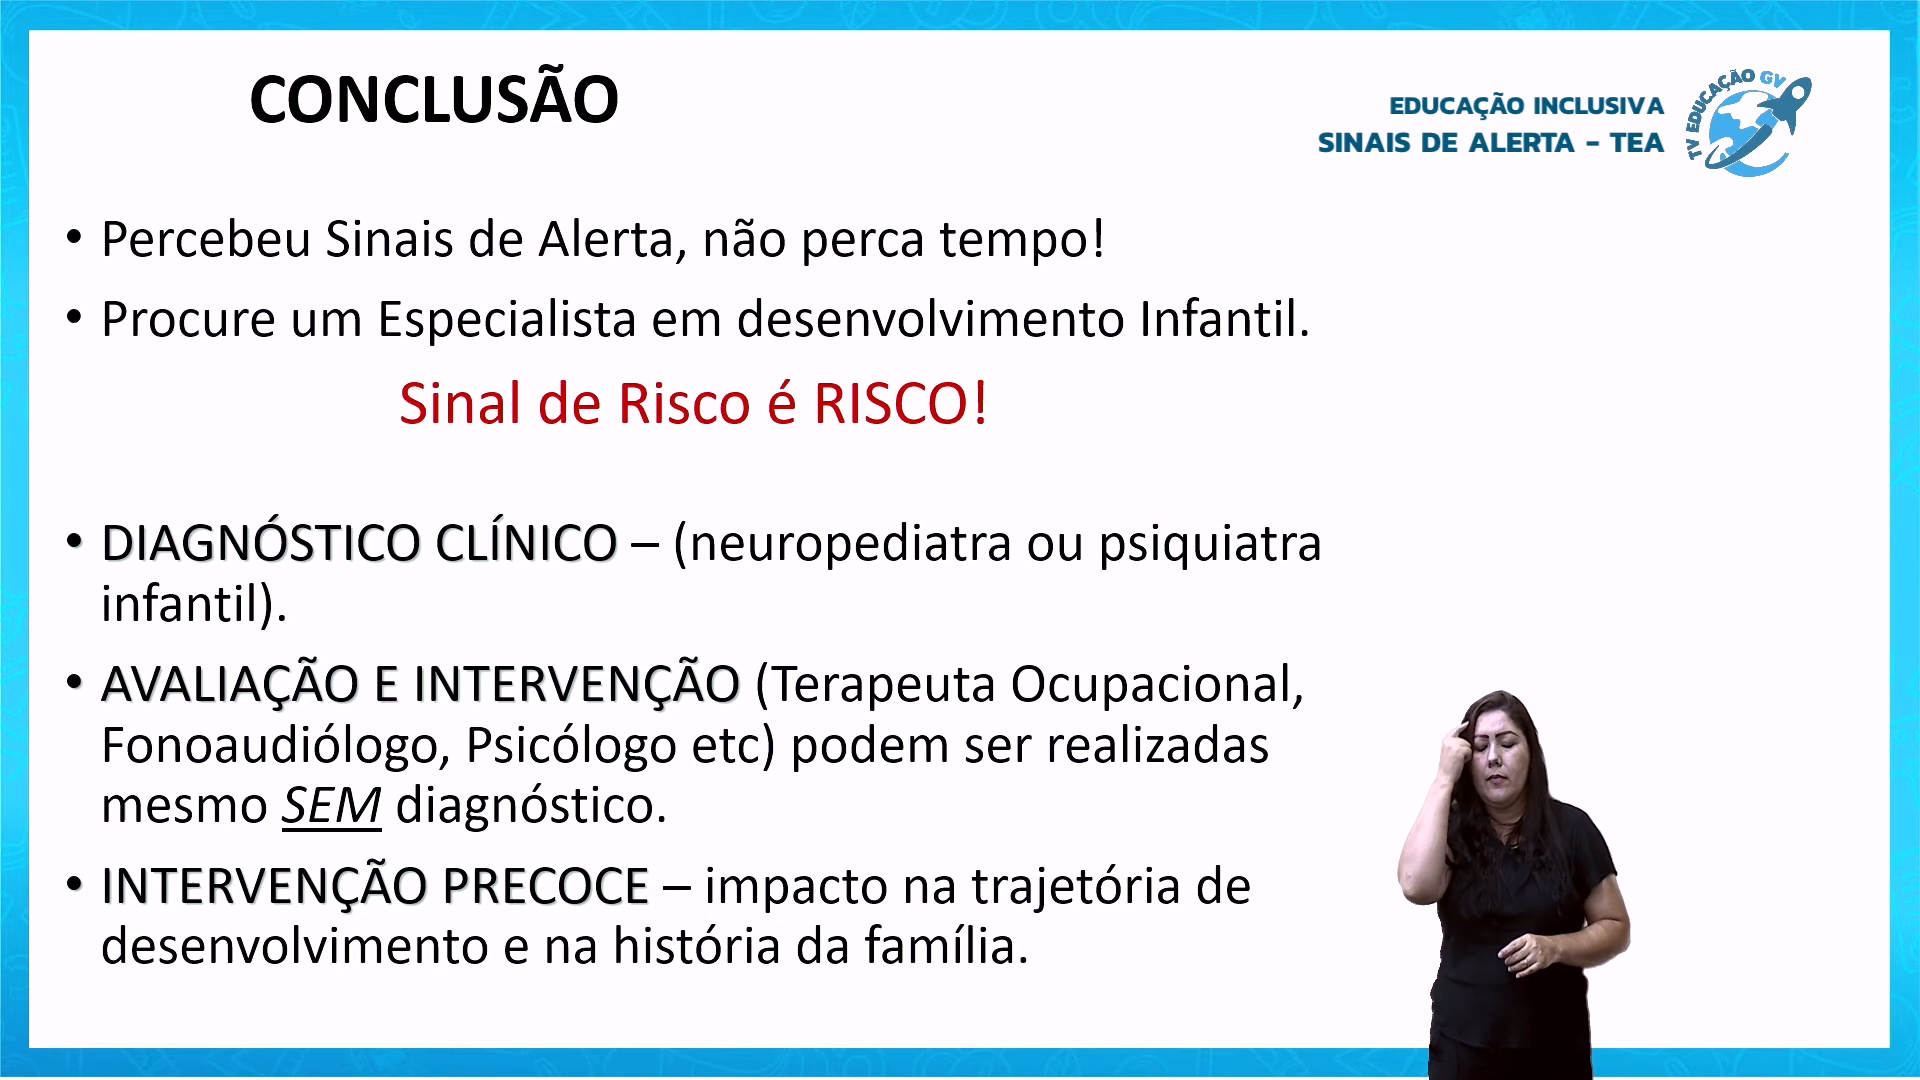 CONCLUSÃO
EDUCAÇÃO INCLUSIVA
SINAIS DE ALERTA - TEA
TV EDUCAÇÃO GV
• Percebeu Sinais de Alerta, não perca tempo!
• Procure um Especialista em desenvolvimento Infantil.
Sinal de Risco é RISCO!
• DIAGNÓSTICO CLÍNICO – (neuropediatra ou psiquiatra
infantil).
• AVALIAÇÃO E INTERVENÇÃO (Terapeuta Ocupacional,
Fonoaudiólogo, Psicólogo etc) podem ser realizadas
mesmo SEM diagnóstico.
• INTERVENÇÃO PRECOCE – impacto na trajetória de
desenvolvimento e na história da família.